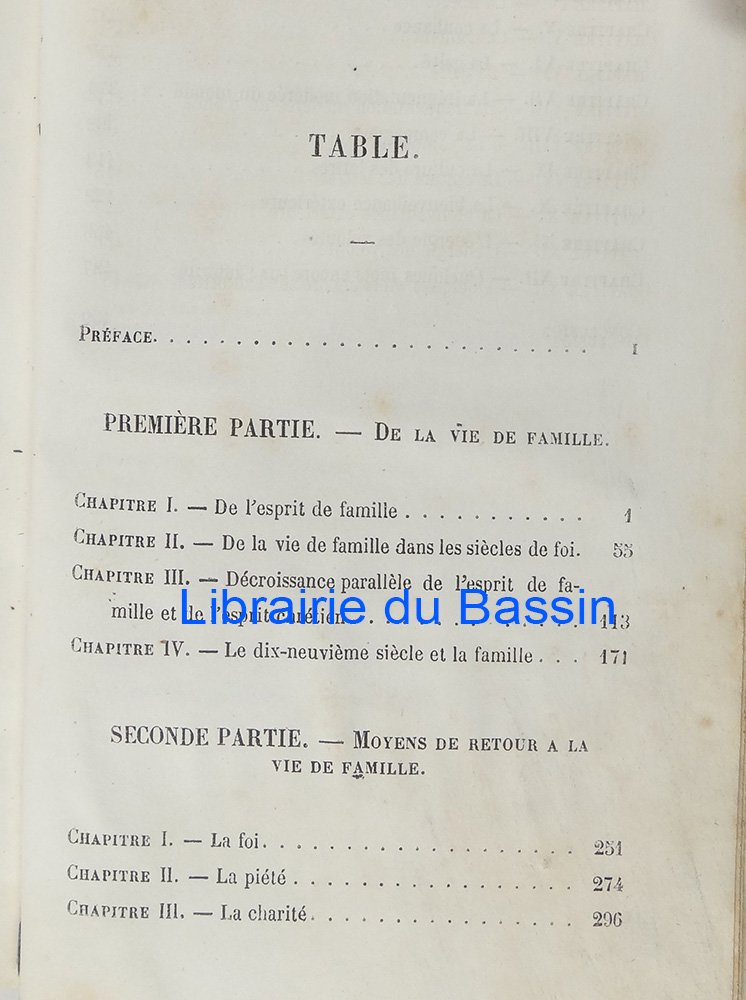 TABLE.
PRÉFACE. . . . . . . . . . . . . . . . . . . . . . . . . . . I
PREMIÈRE PARTIE. — DE LA VIE DE FAMILLE.
CHAPITRE I. — De l'esprit de famille . . . . . . . . . . . 1
CHAPITRE II. — De la vie de famille dans les siècles de foi. 55
CHAPITRE III. — Décroissance parallèle de l'esprit de fa-
mille et de l'esprit chrétien . . . . . . . . . . . . 113
Librairie du Bassin
CHAPITRE IV. — Le dix-neuvième siècle et la famille . . . 171
SECONDE PARTIE. — MOYENS DE RETOUR A LA
VIE DE FAMILLE.
CHAPITRE I. — La foi. . . . . . . . . . . . . . . . . 251
CHAPITRE II. — La piété . . . . . . . . . . . . . . . 274
CHAPITRE III. — La charité. . . . . . . . . . . . . . 296